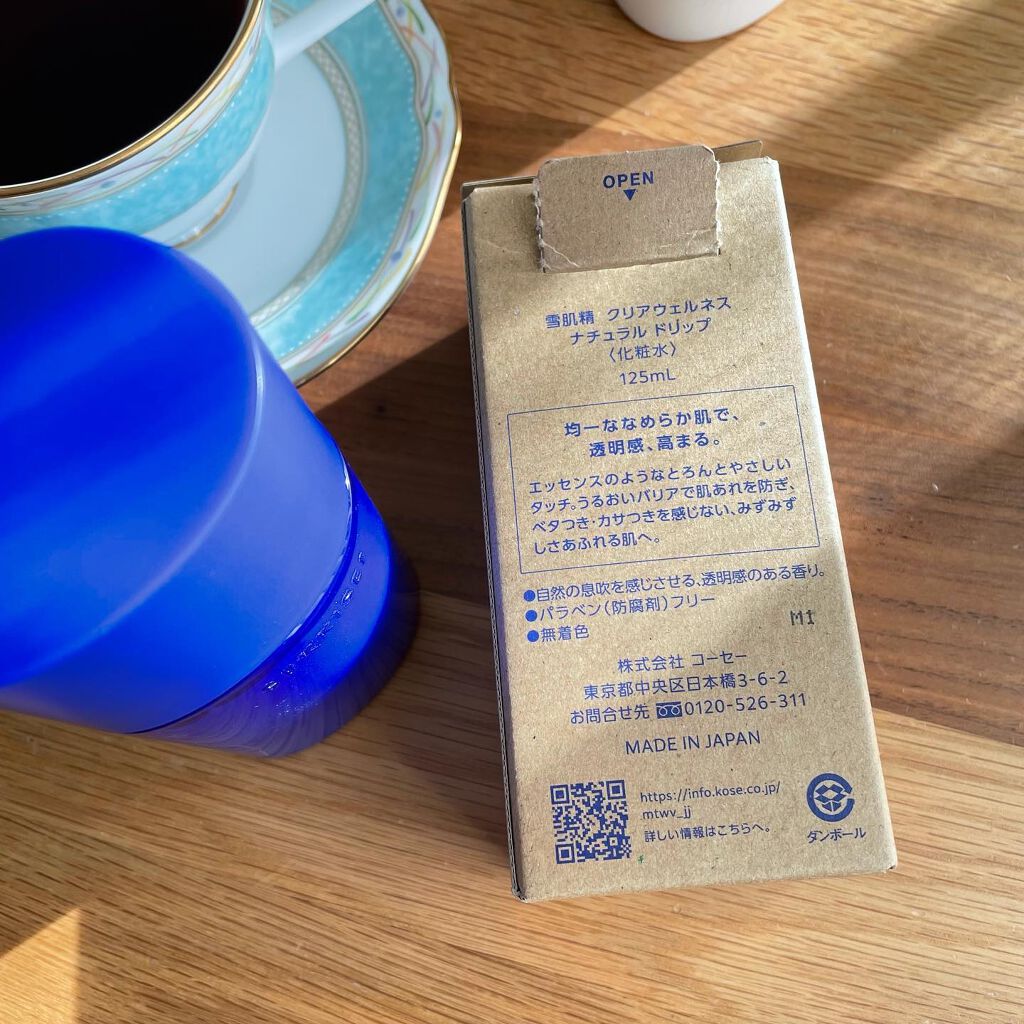 OPEN
雪肌精 クリアウェルネス
ナチュラル ドリップ
〈化粧水〉
125mL
均一ななめらか肌で、
透明感、高まる。
エッセンスのようなとろんとやさしい
タッチ。うるおいバリアで肌あれを防ぎ、
ベタつき・カサつきを感じない、みずみず
しさあふれる肌へ。
●自然の息吹を感じさせる、透明感のある香り。
●パラベン(防腐剤)フリー
●無着色
M1
株式会社 コーセー
東京都中央区日本橋3-6-2
お問合せ先 0120-526-311
MADE IN JAPAN
https://info.kose.co.jp/
mtwv_jj
詳しい情報はこちらへ。
ダンボール